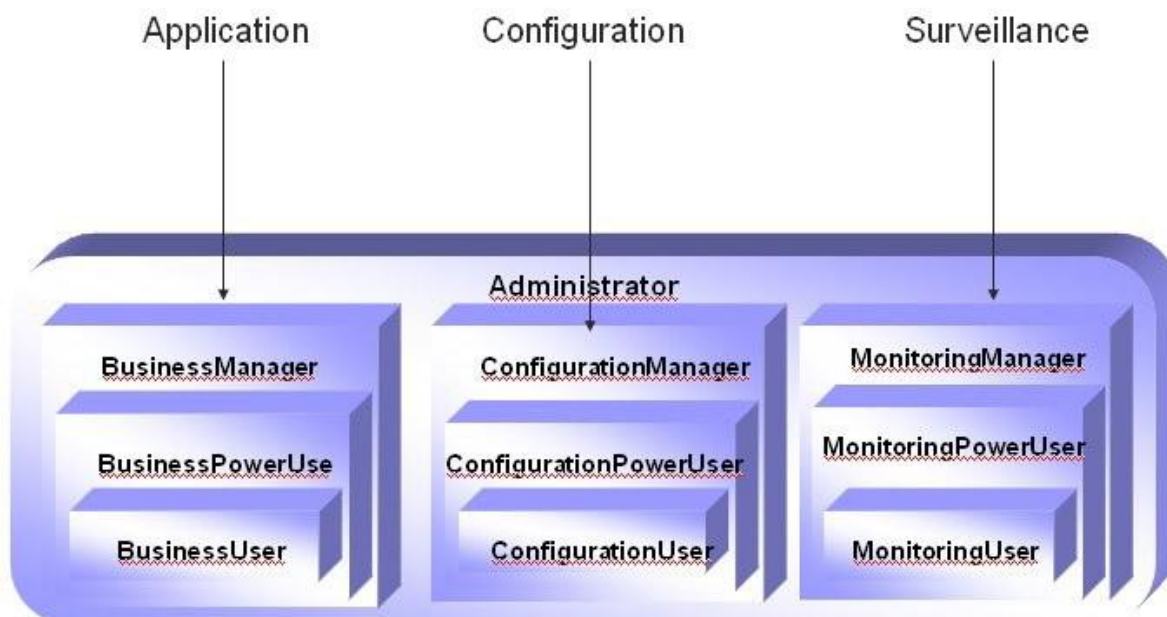 Application Configuration Surveillance
Administrator
BusinessManager ConfigurationManager MonitoringManager
BusinessPowerUse ConfigurationPowerUser MonitoringPowerUser
BusinessUser ConfigurationUser MonitoringUser